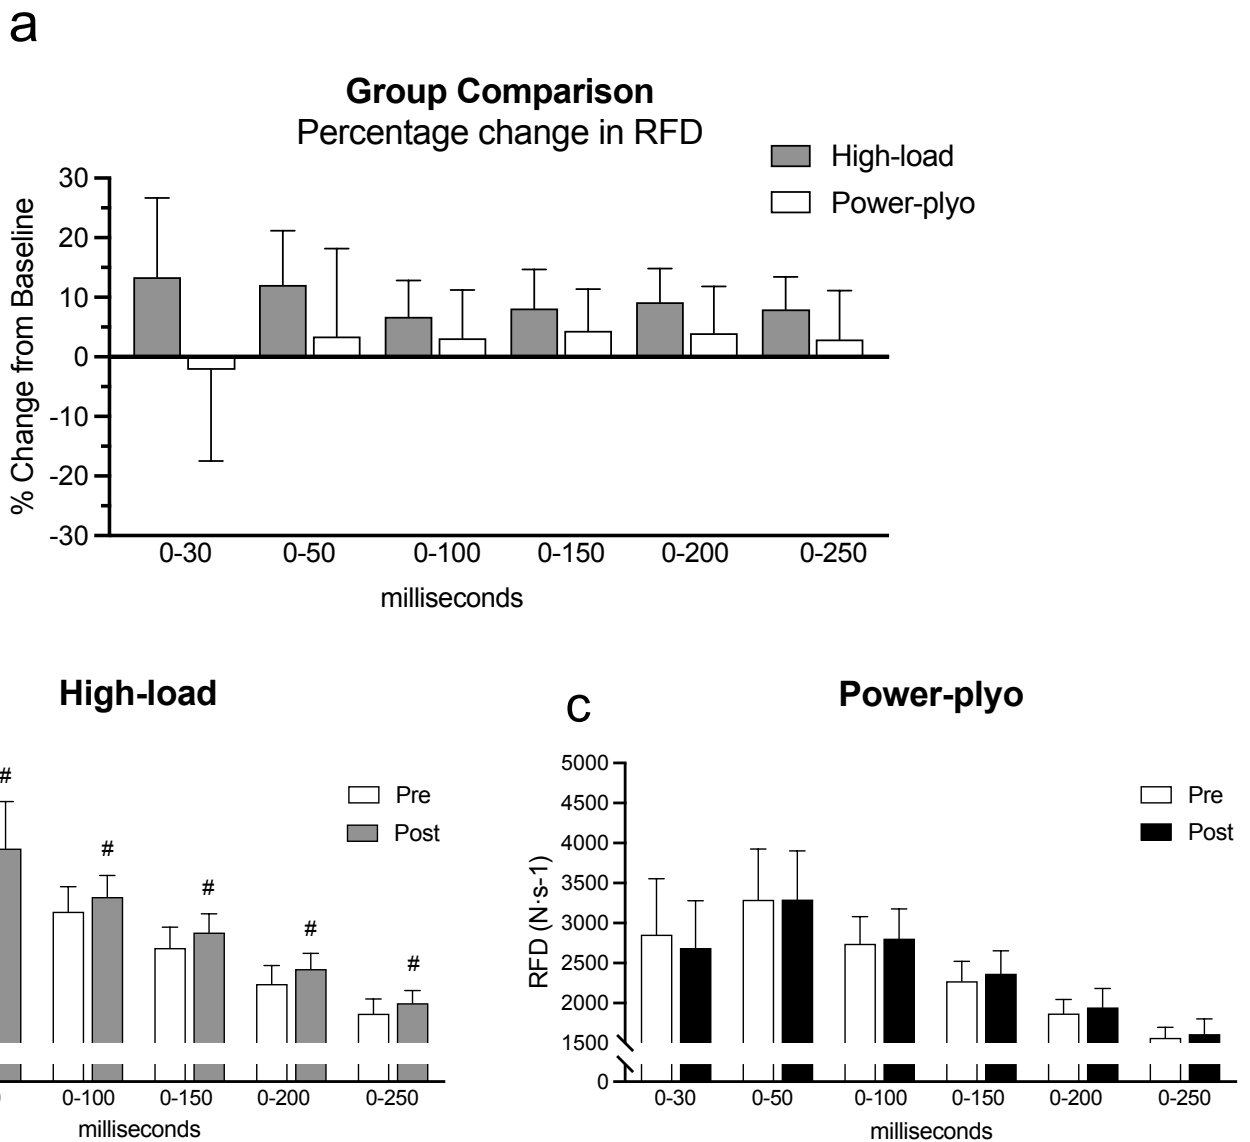 a
Group Comparison
Percentage change in RFD
High-load
Power-plyo
% Change from Baseline
30
20
10
0
-10
-20
-30
0-30
0-50
0-100
0-150
0-200
0-250
milliseconds
High-load
Pre
Post
#
#
#
#
#
0-100
0-150
0-200
0-250
milliseconds
c
Power-plyo
Pre
Post
RFD (N·s-1)
5000
4500
4000
3500
3000
2500
2000
1500
0
0-30
0-50
0-100
0-150
0-200
0-250
milliseconds